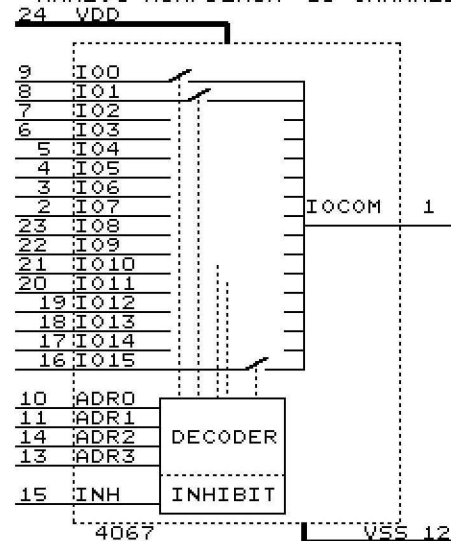 24 VDD
9 IO0
8 IO1
7 IO2
6 IO3
5 IO4
4 IO5
3 IO6
2 IO7
IOCOM 1
23 IO8
22 IO9
21 IO10
20 IO11
19 IO12
18 IO13
17 IO14
16 IO15
10 ADR0
11 ADR1
14 ADR2
DECODER
13 ADR3
15 INH
INHIBIT
4067
VSS 12